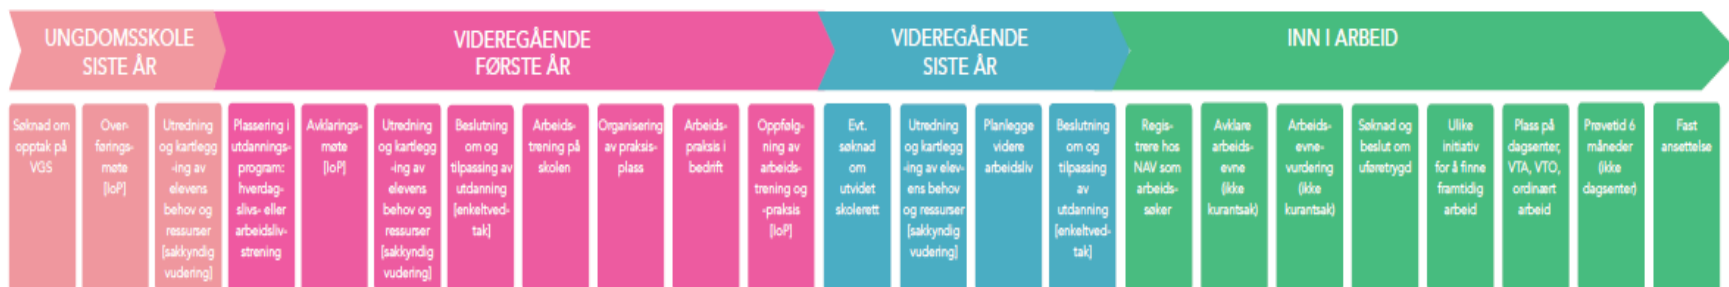 UNGDOMSSKOLE
SISTE ÅR
VIDEREGÅENDE
FØRSTE ÅR
VIDEREGÅENDE
SISTE ÅR
INN I ARBEID
Søknad om
opptak på
VGS
Over-
førings-
møte
[IoP]
Utredning
og kartlegg
-ing av
elevens
behov og
ressurser
[sakkyndig
vudering]
Plassering i
utdannings-
program:
hverdag-
slivs- eller
arbeidsliv-
strening
Avklarings-
møte
[IoP]
Utredning
og kartlegg
-ing av
elevens
behov og
ressurser
[sakkyndig
vudering]
Beslutning
om og
tilpassing av
utdanning
[enkeltved-
tak]
Arbeids-
trening på
skolen
Organisering
av praksis-
plass
Arbeids-
praksis i
bedrift
Oppfølg-
ning av
arbeids-
trening og
-praksis
[IoP]
Evt.
søknad
om
utvidet
skolerett
Utredning
og kartlegg
-ing av elev-
ens behov
og ressurser
[sakkyndig
vudering]
Planlegge
videre
arbeidsliv
Beslutning
om og
tilpassing
av
utdanning
[enkeltved-
tak]
Regis-
trere hos
NAV som
arbeids-
søker
Avklare
arbeids-
evne
(ikke
kurantsak)
Arbeids-
evne-
vurdering
(ikke
kurantsak)
Søknad og
beslut om
uføretrygd
Ulike
initiativ
for å finne
framtidig
arbeid
Plass på
dagsenter,
VTA, VTO,
ordinært
arbeid
Prøvetid 6
måneder
(ikke
dagsenter)
Fast
ansettelse